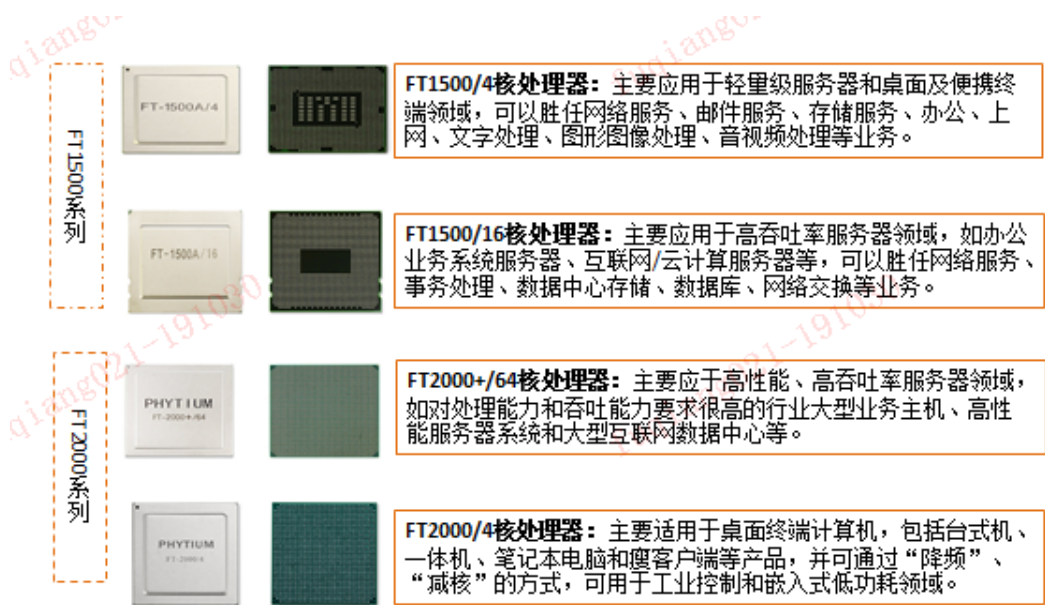 FT1500系列
FT-1500A/4
FT1500/4核处理器：主要应用于轻量级服务器和桌面及便携终
端领域，可以胜任网络服务、邮件服务、存储服务、办公、上
网、文字处理、图形图像处理、音视频处理等业务。
FT-1500A/16
FT1500/16核处理器：主要应用于高吞吐率服务器领域，如办公
业务系统服务器、互联网/云计算服务器等，可以胜任网络服务、
事务处理、数据中心存储、数据库、网络交换等业务。
FT2000系列
PHYTIUM
FT-2000+/64
FT2000+/64核处理器：主要应于高性能、高吞吐率服务器领域，
如对处理能力和吞吐能力要求很高的行业大型业务主机、高性
能服务器系统和大型互联网数据中心等。
PHYTIUM
FT-2000/4
FT2000/4核处理器：主要适用于桌面终端计算机，包括台式机、
一体机、笔记本电脑和瘦客户端等产品，并可通过“降频”、
“减核”的方式，可用于工业控制和嵌入式低功耗领域。